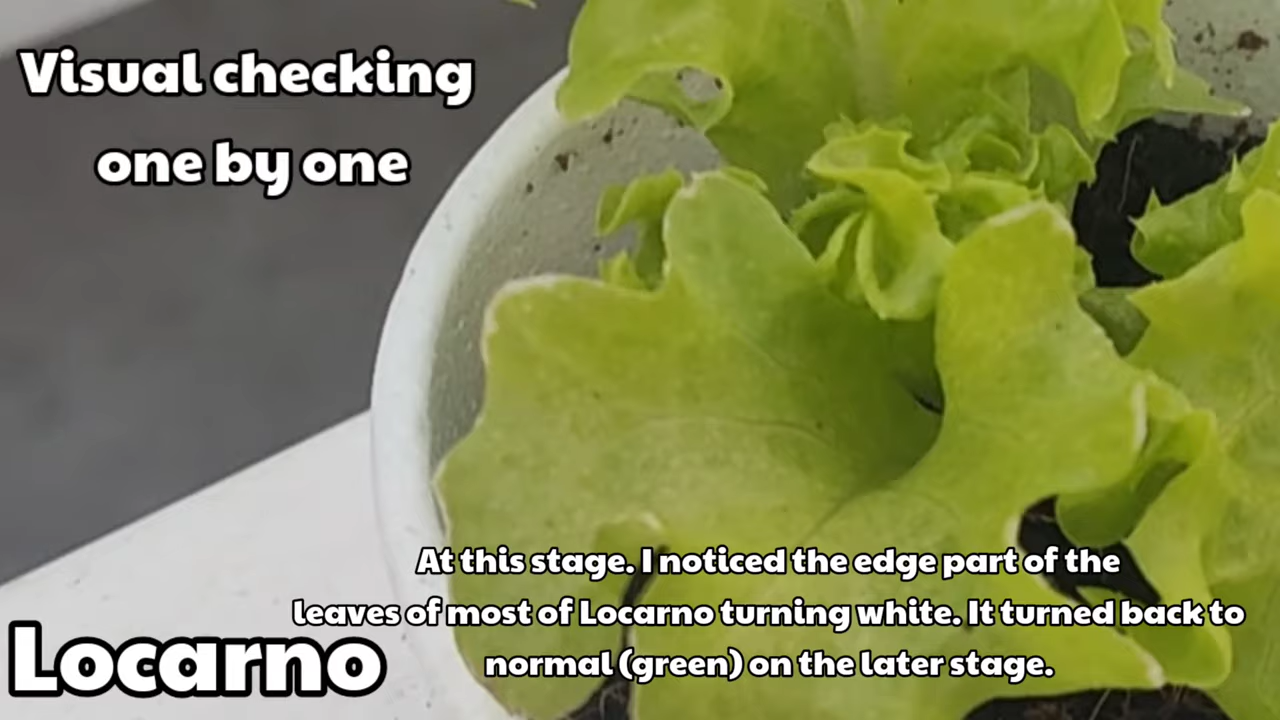 Visual checking
one by one
At this stage. I noticed the edge part of the
leaves of most of Locarno turning white. It turned back to
normal (green) on the later stage.
Locarno